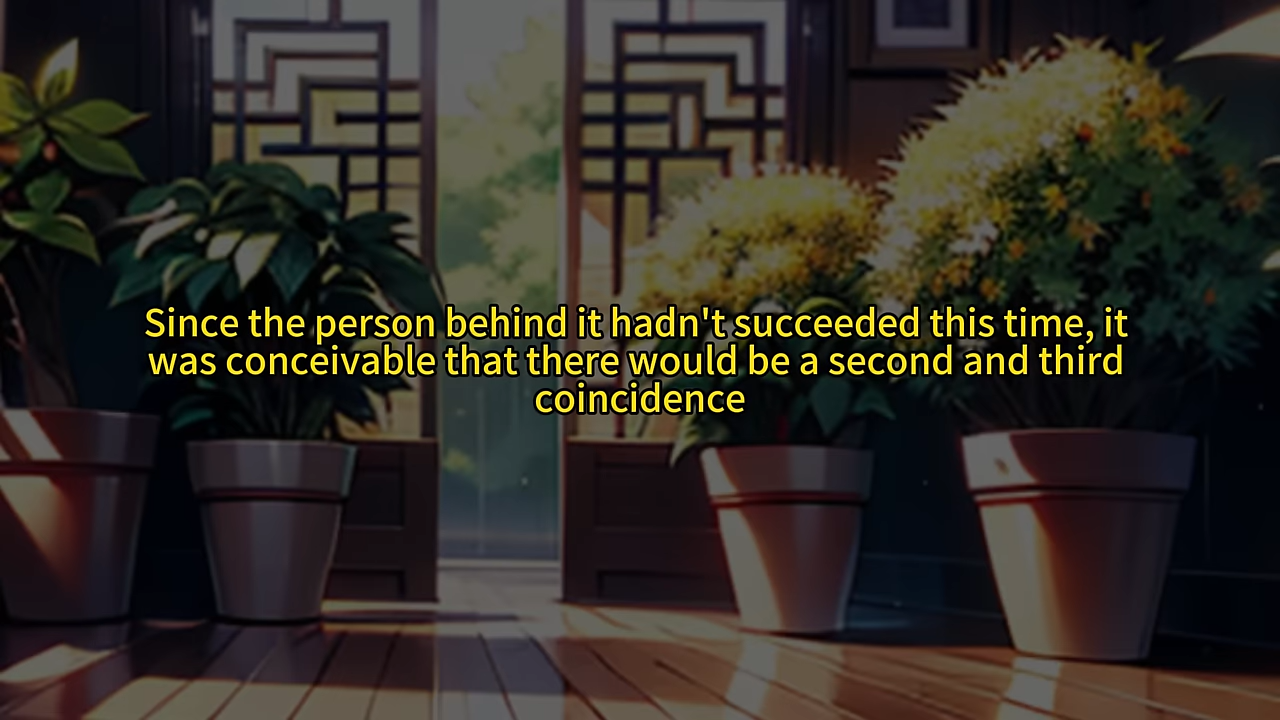 Since the person behind it hadn't succeeded this time, it
was conceivable that there would be a second and third
coincidence